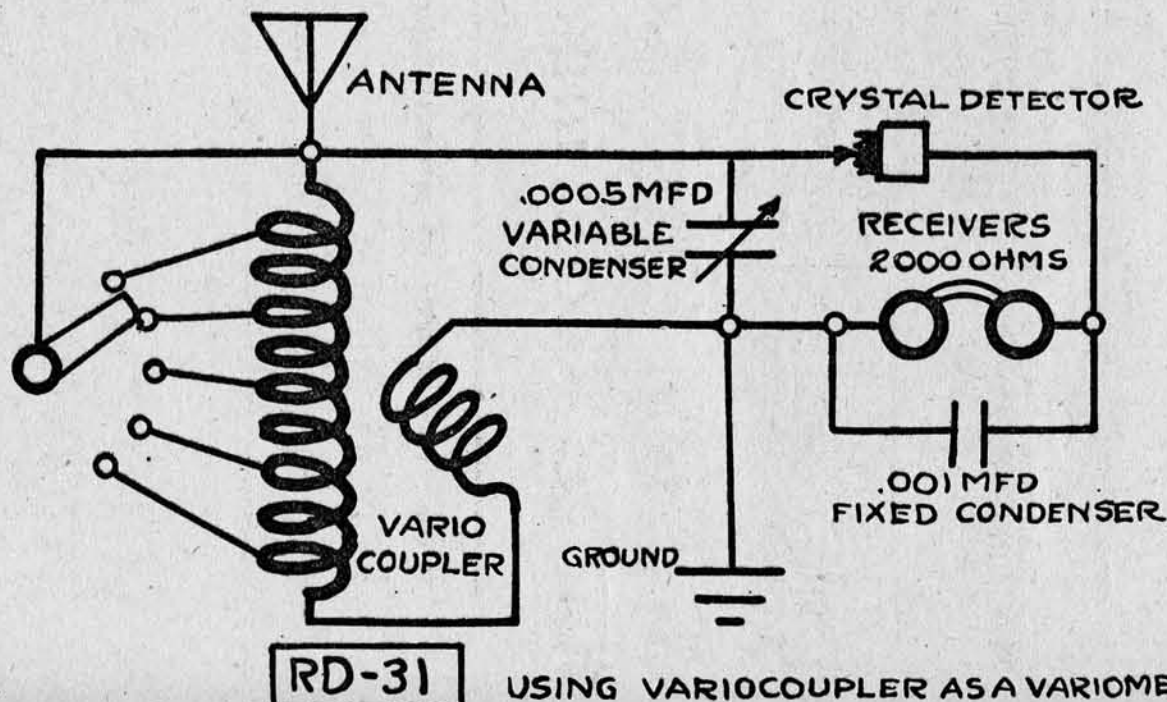 ANTENNA
CRYSTAL DETECTOR
.0005 MFD
VARIABLE
CONDENSER
RECEIVERS
2000 OHMS
VARIO
COUPLER
GROUND
.001 MFD
FIXED CONDENSER
RD-31
USING VARIOCOUPLER AS A VARIOME